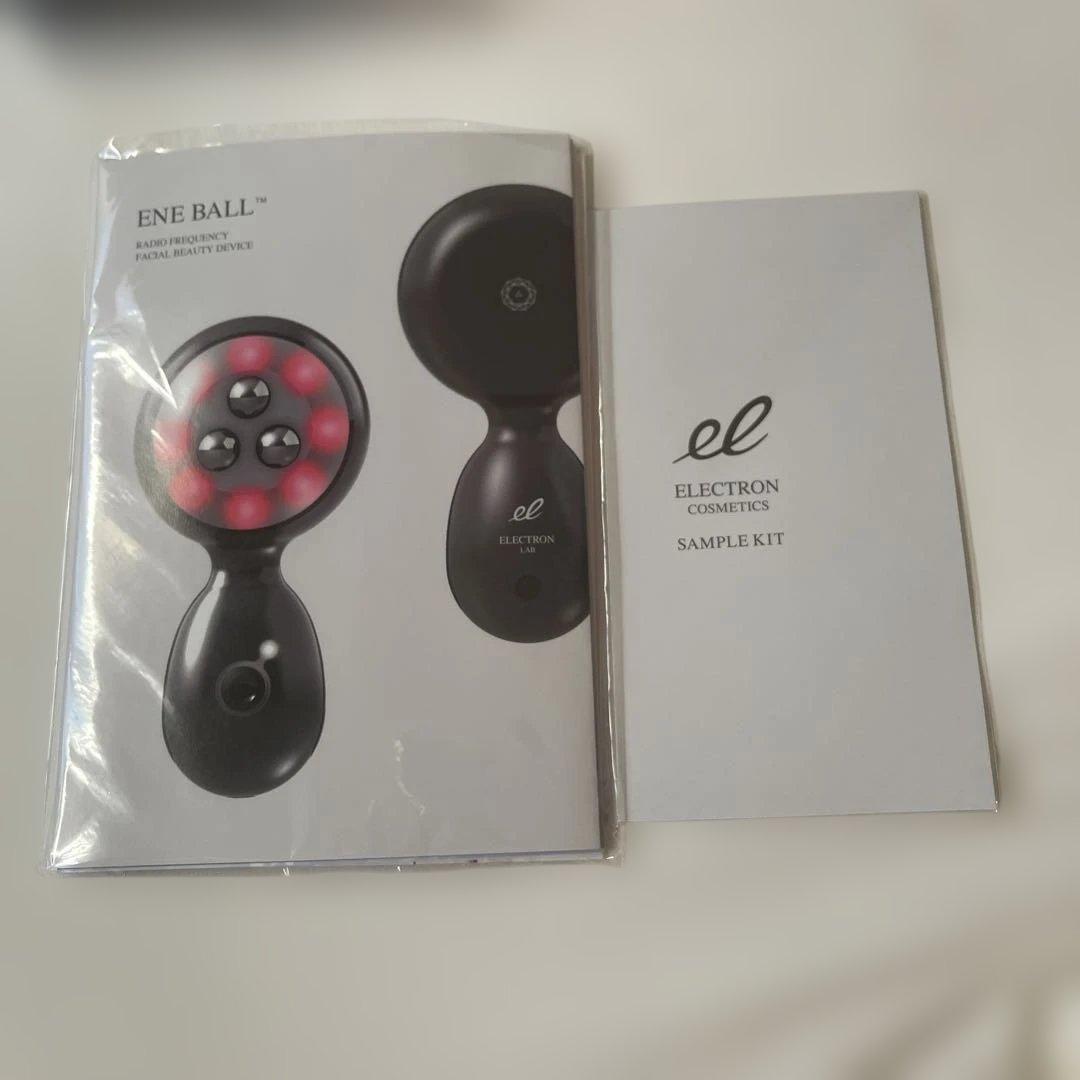 ENE BALL™
RADIO FREQUENCY
FACIAL BEAUTY DEVICE
el
ELECTRON
LAB
el
ELECTRON
COSMETICS
SAMPLE KIT